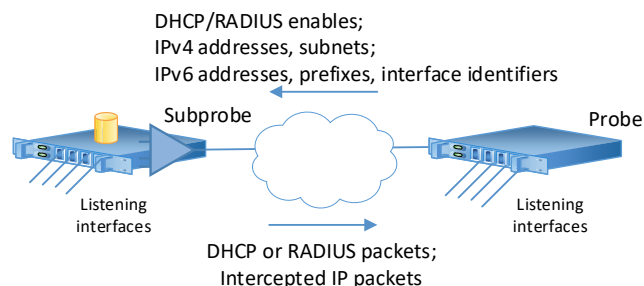 DHCP/RADIUS enables;
IPv4 addresses, subnets;
IPv6 addresses, prefixes, interface identifiers
Subprobe
Probe
Listening
interfaces
Listening
interfaces
DHCP or RADIUS packets;
Intercepted IP packets